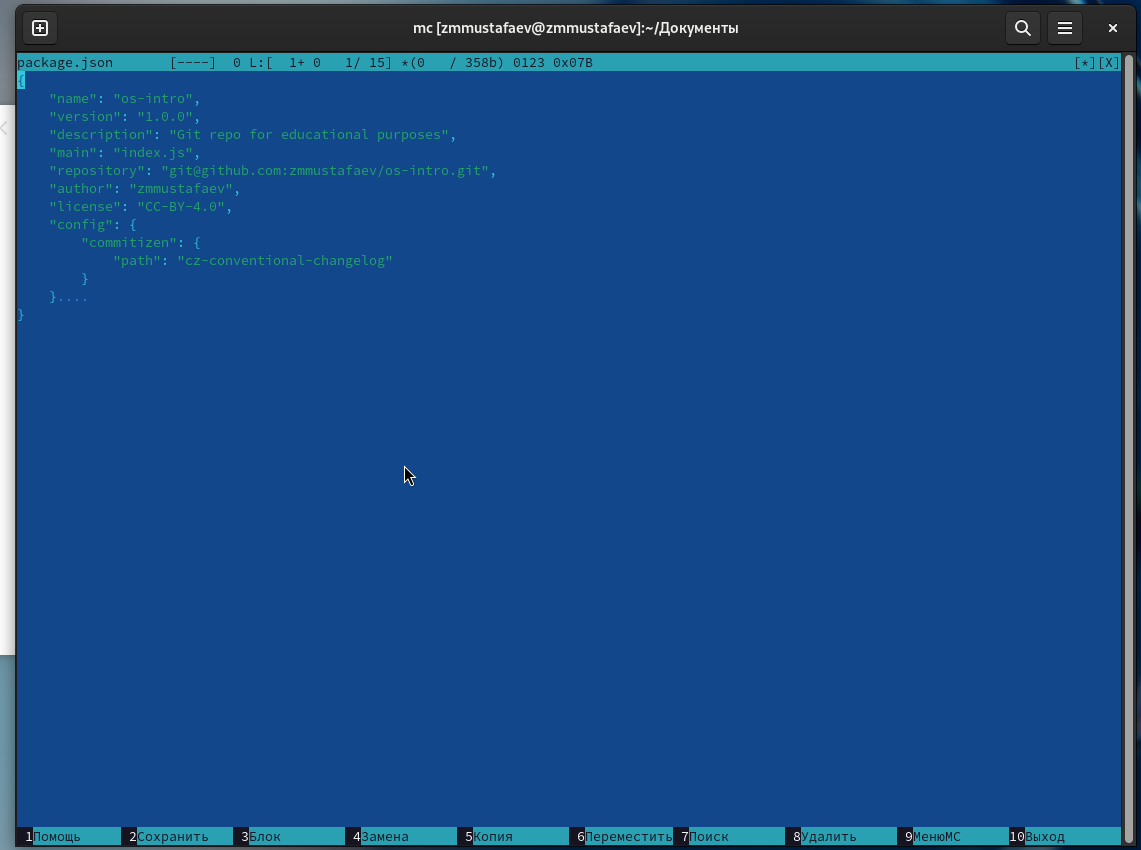 mc [zmmustafaev@zmmustafaev]:~/Документы
package.json       [----]  0 L:[  1+ 0   1/ 15] *(0   / 358b) 0123 0x07B [*][X]
{
    "name": "os-intro",
    "version": "1.0.0",
    "description": "Git repo for educational purposes",
    "main": "index.js",
    "repository": "git@github.com:zmmustafaev/os-intro.git",
    "author": "zmmustafaev",
    "license": "CC-BY-4.0",
    "config": {
        "commitizen": {
            "path": "cz-conventional-changelog"
        }
    }....
}
1Помощь 2Сохранить 3Блок 4Замена 5Копия 6Переместить 7Поиск 8Удалить 9МенюМС 10Выход